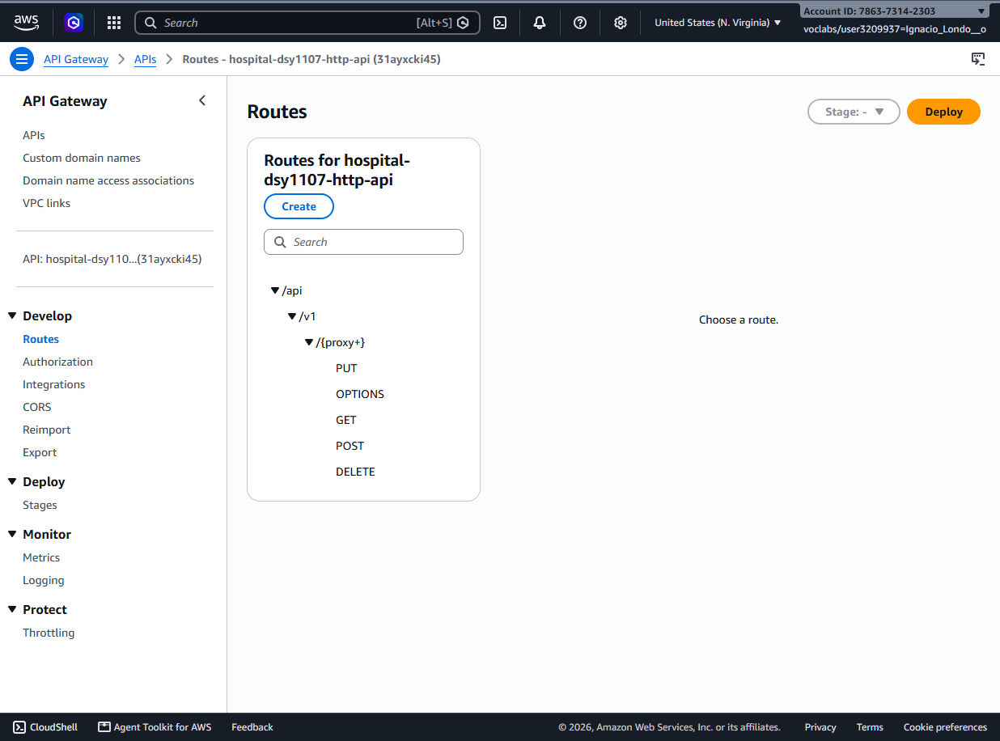 aws
Search
[Alt+S]
United States (N. Virginia)
Account ID: 7863-7314-2303
voclabs/user3209937=Ignacio_Londo__o
API Gateway
APIs
Routes - hospital-dsy1107-http-api (31ayxcki45)
API Gateway
APIs
Custom domain names
Domain name access associations
VPC links
API: hospital-dsy110...(31ayxcki45)
Develop
Routes
Authorization
Integrations
CORS
Reimport
Export
Deploy
Stages
Monitor
Metrics
Logging
Protect
Throttling
Routes
Stage: -
Deploy
Routes for hospital-
dsy1107-http-api
Create
Search
/api
/v1
/{proxy+}
PUT
OPTIONS
GET
POST
DELETE
Choose a route.
CloudShell
Agent Toolkit for AWS
Feedback
© 2026, Amazon Web Services, Inc. or its affiliates.
Privacy
Terms
Cookie preferences